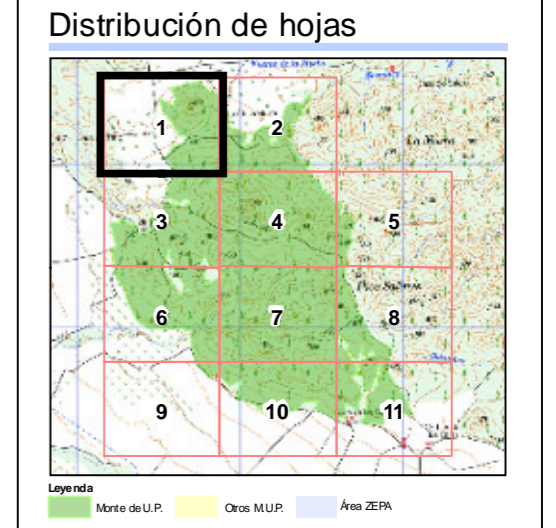 Distribución de hojas
1 2
3 4 5
6 7 8
9 10 11
Leyenda
Monte de U.P. Otros M.U.P. Área ZEPA